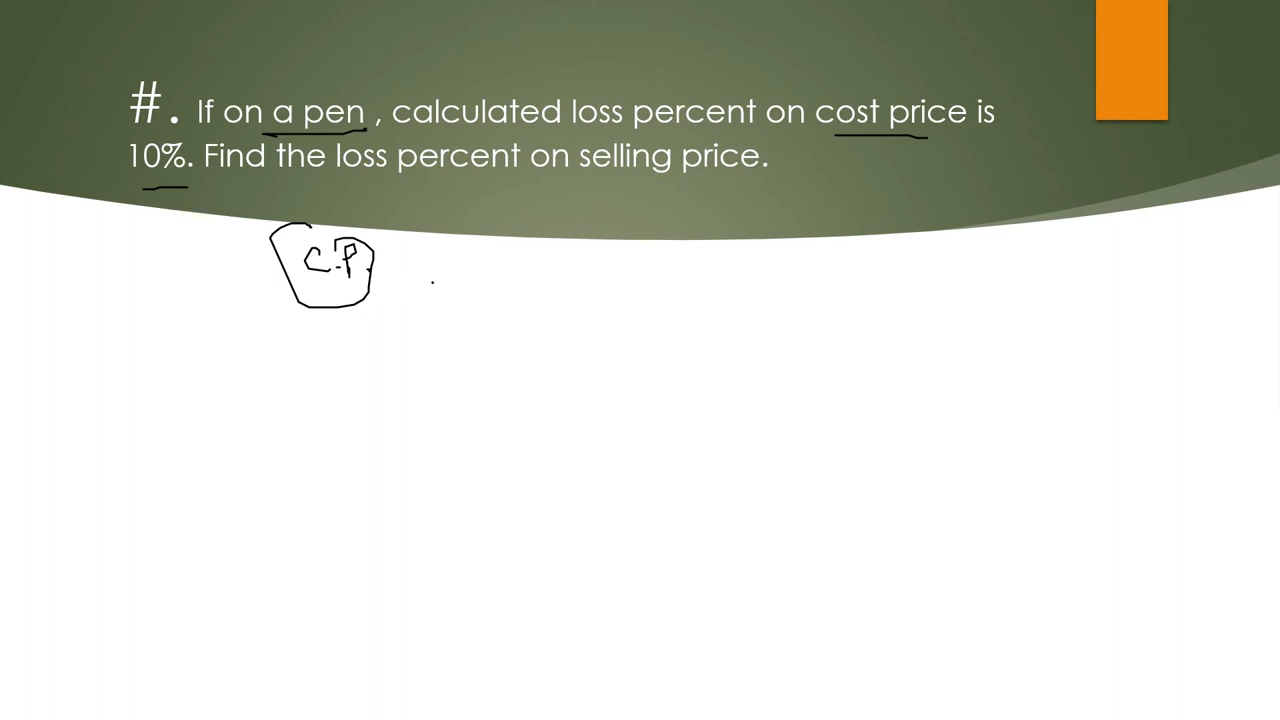 #. If on a pen , calculated loss percent on cost price is
10%. Find the loss percent on selling price.
C.P.